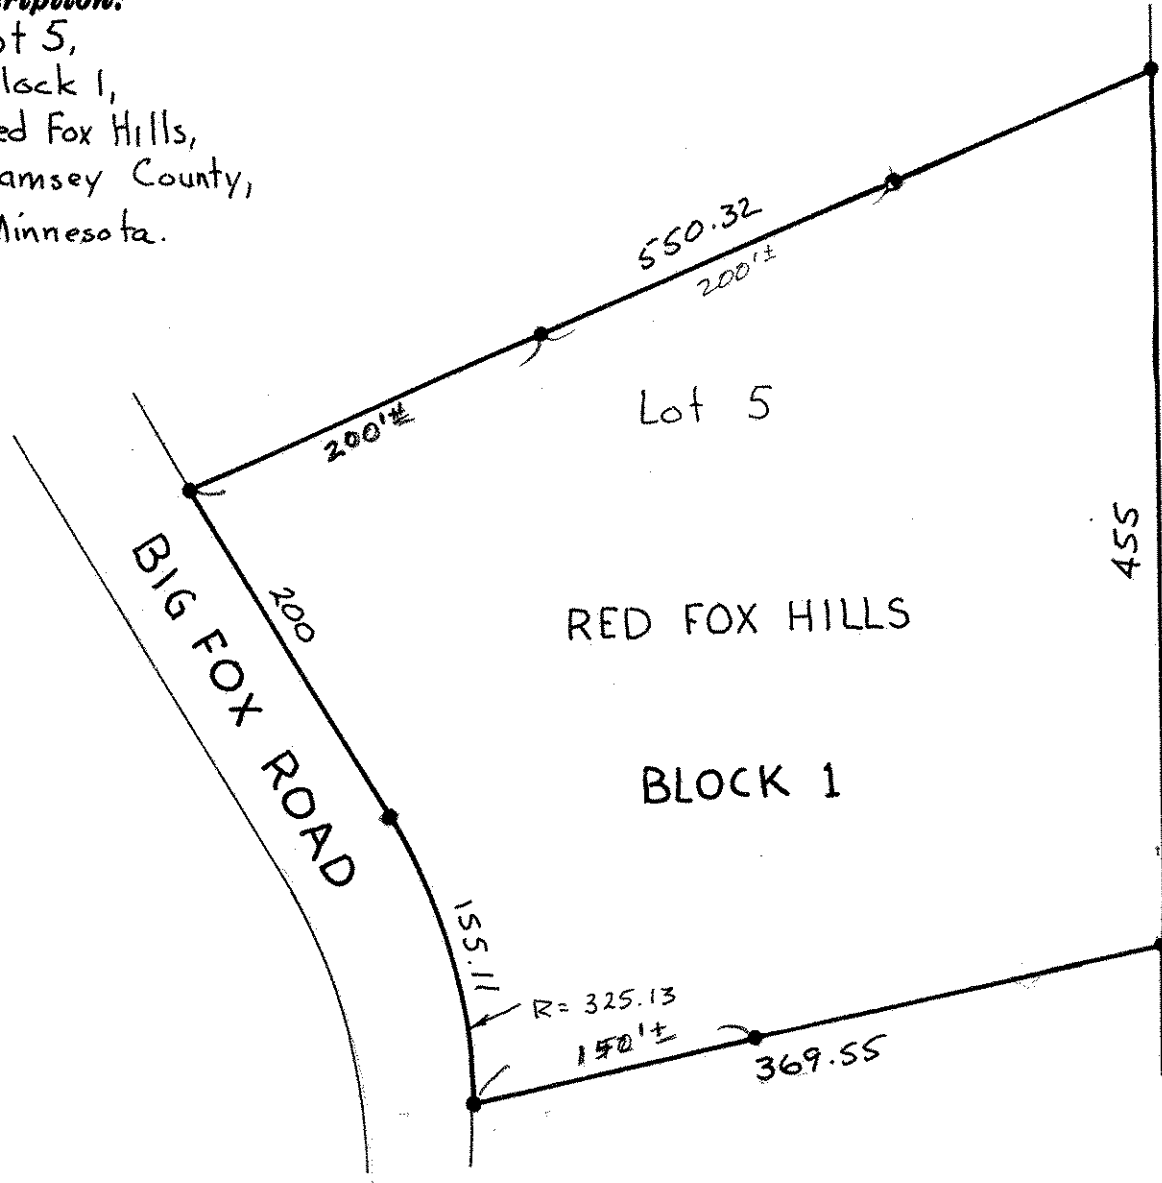 ription:
ot 5,
lock 1,
ed Fox Hills,
amsey County,
Minnesota.
550.32
200'±
200'±
Lot 5
455
BIG FOX ROAD
200
RED FOX HILLS
BLOCK 1
155.11
R= 325.13
150'±
369.55